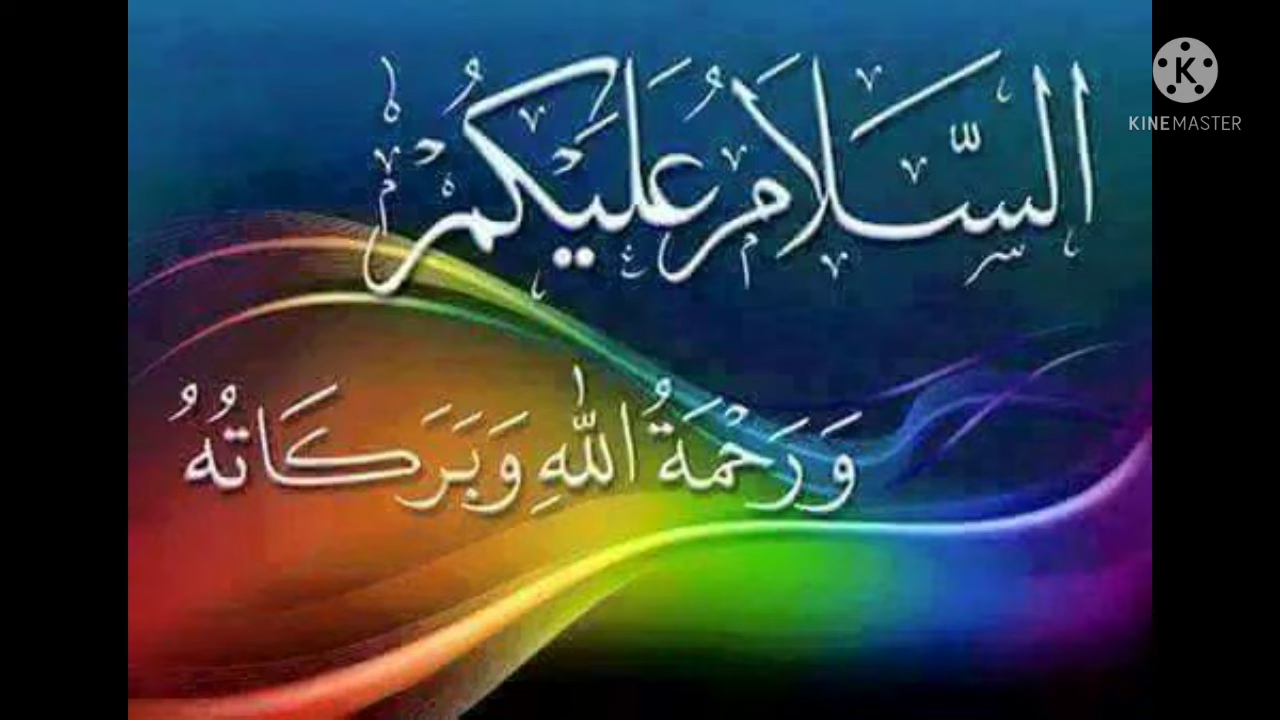 السَّلَامُ عَلَيْكُمْ
وَرَحْمَةُ اللهِ وَبَرَكَاتُهُ
K
KINEMASTER